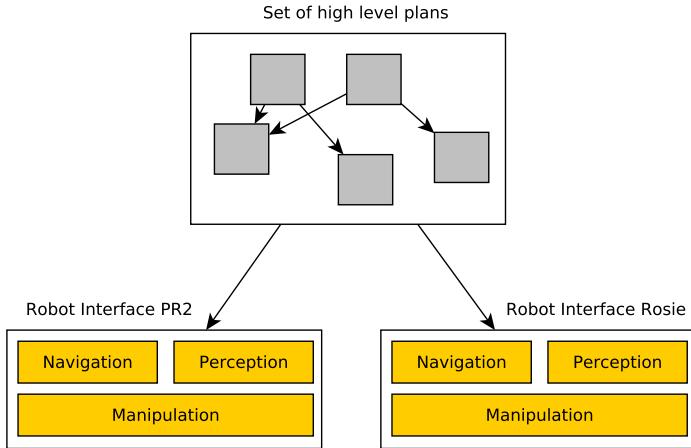 Set of high level plans
Robot Interface PR2
Robot Interface Rosie
Navigation
Perception
Manipulation
Navigation
Perception
Manipulation